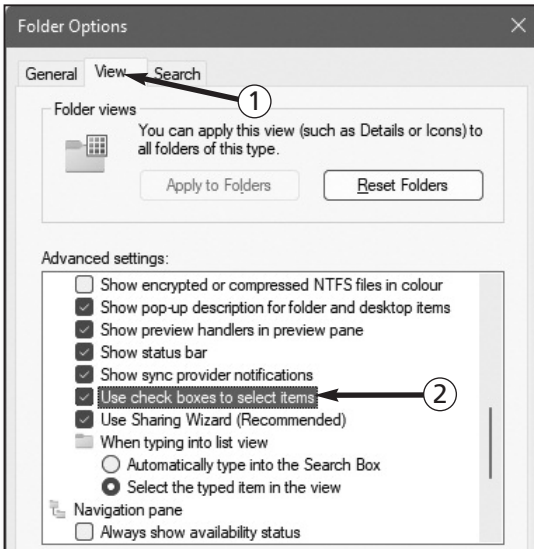 Folder Options
General View Search
1
Folder views
You can apply this view (such as Details or Icons) to
all folders of this type.
Apply to Folders Reset Folders
Advanced settings:
Show encrypted or compressed NTFS files in colour
Show pop-up description for folder and desktop items
Show preview handlers in preview pane
Show status bar
Show sync provider notifications
Use check boxes to select items 2
Use Sharing Wizard (Recommended)
When typing into list view
Automatically type into the Search Box
Select the typed item in the view
Navigation pane
Always show availability status